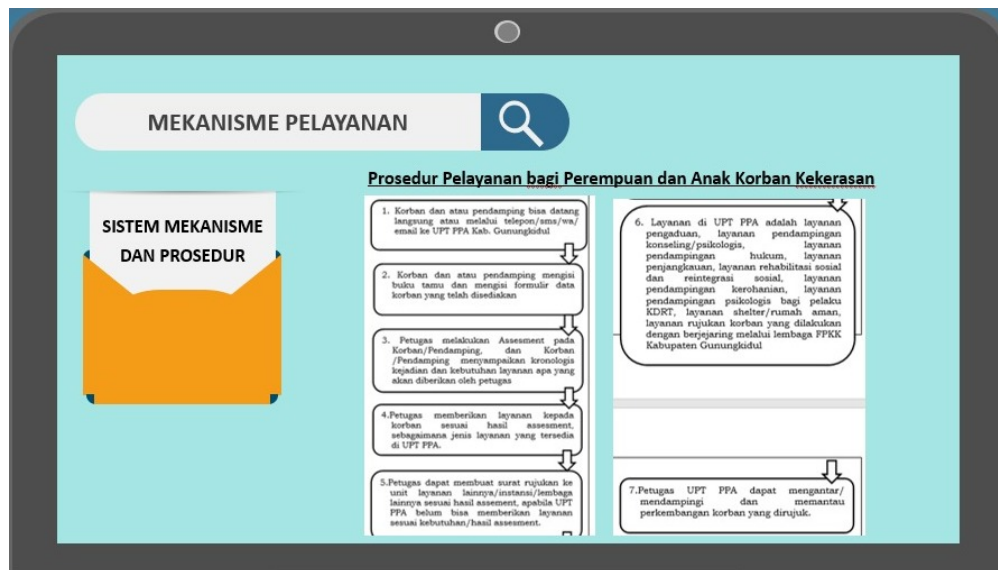 MEKANISME PELAYANAN
Prosedur Pelayanan bagi Perempuan dan Anak Korban Kekerasan
SISTEM MEKANISME
DAN PROSEDUR
1. Korban dan atau pendamping bisa datang
langsung atau melalui telepon/sms/wa/
email ke UPT PPA Kab. Gunungkidul
2. Korban dan atau pendamping mengisi
buku tamu dan mengisi formulir data
korban yang telah disediakan
3. Petugas melakukan Assesment pada
Korban/Pendamping, dan Korban
/Pendamping menyampaikan kronologis
kejadian dan kebutuhan layanan apa yang
akan diberikan oleh petugas
4.Petugas memberikan layanan kepada
korban sesuai hasil assesment,
sebagaimana jenis layanan yang tersedia
di UPT PPA.
5.Petugas dapat membuat surat rujukan ke
unit layanan lainnya/instansi/lembaga
lainya sesuai hasil assement, apabila UPT
PPA belum bisa memberikan layanan
sesuai kebutuhan/hasil assesment.
6. Layanan di UPT PPA adalah layanan
pengaduan, layanan pendampingan
konseling/psikologis, layanan
pendampingan hukum, layanan
penjangkauan, layanan rehabilitasi sosial
dan reintegrasi sosial, layanan
pendampingan kerohanian, layanan
pendampingan psikologis bagi pelaku
KDRT, layanan shelter/rumah aman,
layanan rujukan korban yang dilakukan
dengan berjejaring melalui lembaga FPKK
Kabupaten Gunungkidul
7.Petugas UPT PPA dapat mengantar/
mendampingi dan memantau
perkembangan korban yang dirujuk.